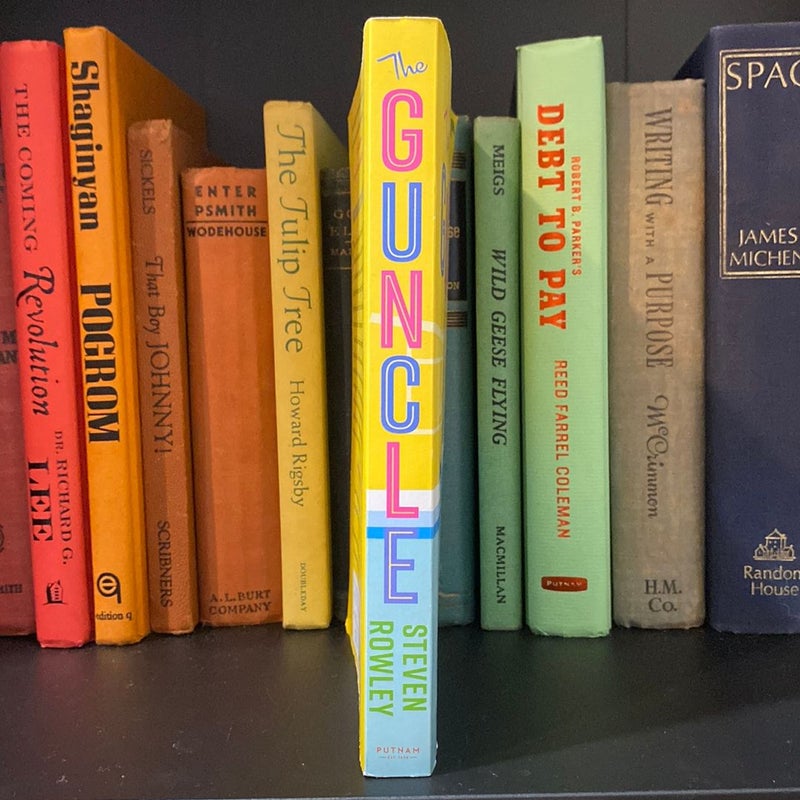 THE COMING Revolution DR. RICHARD G. LEE
Shaginyan POGROM
edition q
SICKELS That Boy JOHNNY! SCRIBNERS
ENTER
PSMITH
WODEHOUSE
A.L. BURT
COMPANY
The Tulip Tree Howard Rigsby DOUBLEDAY
The
GUNCLE
STEVEN
ROWLEY
PUTNAM
MEIGS WILD GEESE FLYING MACMILLAN
ROBERT B. PARKER'S
DEBT TO PAY REED FARREL COLEMAN
PUTNAM
WRITING WITH A PURPOSE McCrimmon
H.M.
Co.
SPAC
JAMES
MICHEN
Random
House